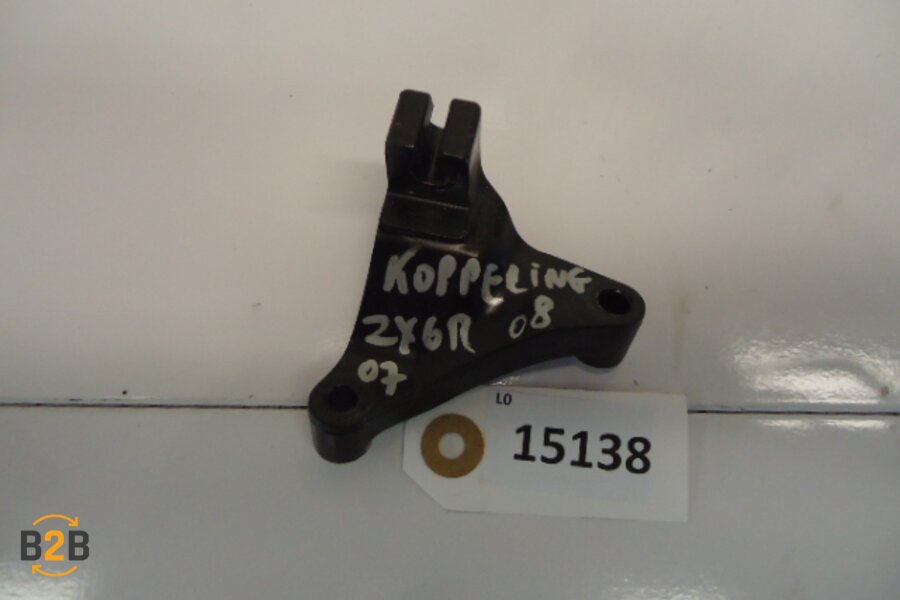 KOPPELING
ZX6R 08
07
LO
15138
B2B